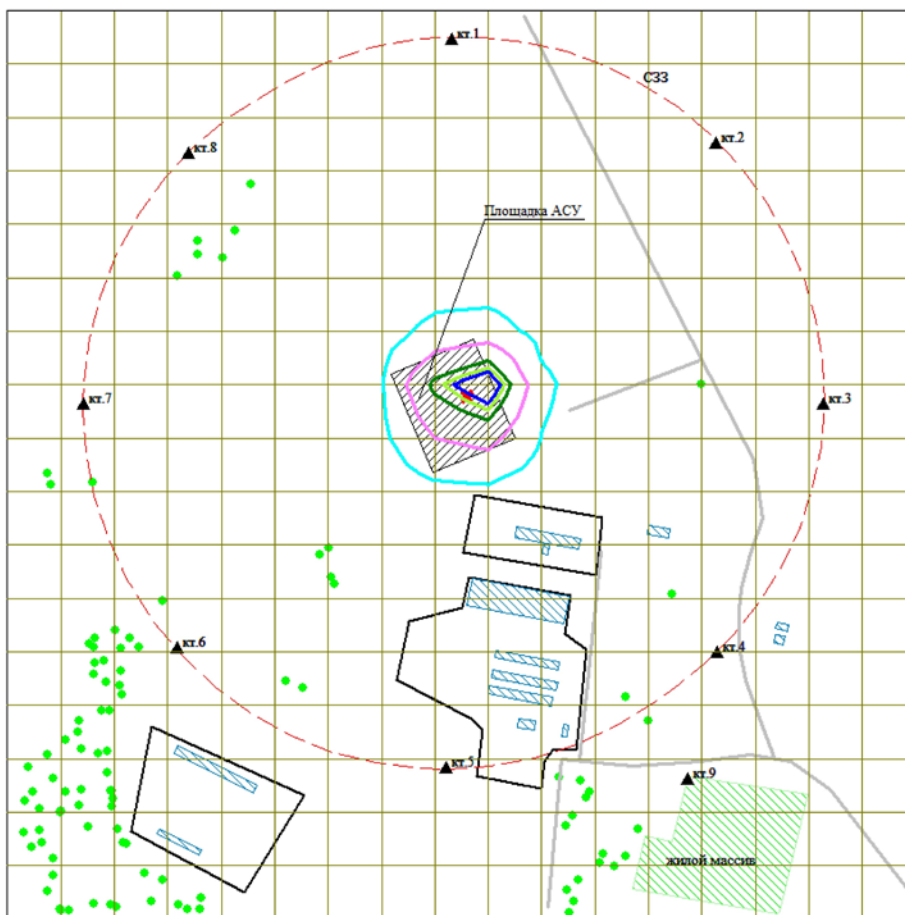 кт.1
СЗЗ
кт.2
кт.8
Площадка АСУ
кт.7
кт.3
кт.6
кт.4
кт.5
кт.9
жилой массив